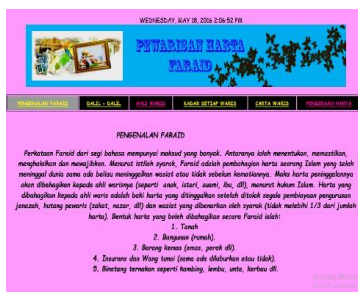 WEDNESDAY, MAY 18, 2016 2:06:52 PM
PEWARISAN HARTA
FARAID
PENGENALAN FARAID DALIL - DALIL AHLI WARIS KADAR SETIAP WARIS CARTA WARIS PENGIRAAN HARTA
PENGENALAN FARAID
Perkataan Faraid dari segi bahasa mempunyai maksud yang banyak. Antaranya ialah menentukan, memastikan,
menghalalkan dan mewajibkan. Menurut istilah syarak, Faraid adalah pembahagian harta seorang Islam yang telah
meninggal dunia sama ada beliau meninggalkan wasiat atau tidak sebelum kematiannya. Maka harta peninggalannya
akan dibahagikan kepada ahli warisnya (seperti anak, isteri, suami, ibu, dll), menurut hukum Islam. Harta yang
dibahagikan kepada ahli waris adalah baki harta yang ditinggalkan setelah ditolak segala pembiayaan pengurusan
jenazah, hutang pewaris (zakat, nazar, dll) dan wasiat yang dibenarkan oleh syarak (tidak melebihi 1/3 dari jumlah
harta). Bentuk harta yang boleh dibahagikan secara Faraid ialah:
1. Tanah
2. Bangunan (rumah).
3. Barang kemas (emas, perak dll).
4. Insurans dan Wang tunai (sama ada dilaburkan atau tidak).
5. Binatang ternakan seperti kambing, lembu, unta, kerbau dll.